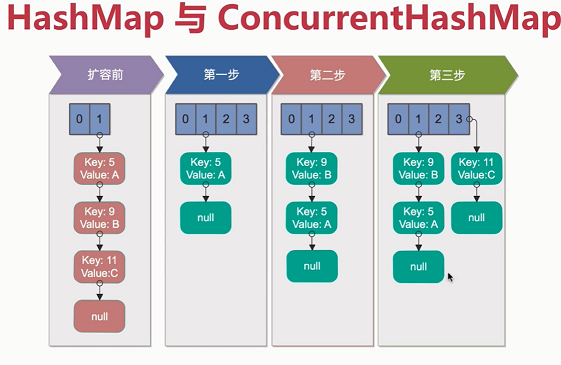 HashMap 与 ConcurrentHashMap
扩容前
第一步
第二步
第三步
0 1
Key: 5
Value: A
Key: 9
Value: B
Key: 11
Value:C
null
0 1 2 3
Key: 5
Value: A
null
0 1 2 3
Key: 9
Value: B
Key: 5
Value: A
null
0 1 2 3
Key: 9
Value: B
Key: 5
Value: A
null
Key: 11
Value:C
null